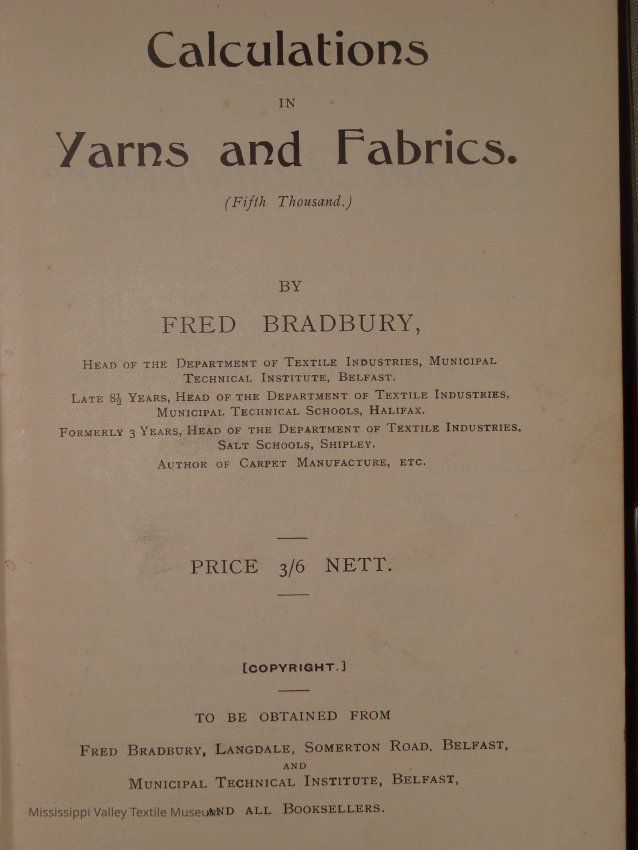 Calculations
IN
Yarns and Fabrics.
(Fifth Thousand.)
BY
FRED BRADBURY,
HEAD OF THE DEPARTMENT OF TEXTILE INDUSTRIES, MUNICIPAL
TECHNICAL INSTITUTE, BELFAST.
LATE 8½ YEARS, HEAD OF THE DEPARTMENT OF TEXTILE INDUSTRIES,
MUNICIPAL TECHNICAL SCHOOLS, HALIFAX.
FORMERLY 3 YEARS, HEAD OF THE DEPARTMENT OF TEXTILE INDUSTRIES,
SALT SCHOOLS, SHIPLEY.
AUTHOR OF CARPET MANUFACTURE, ETC.
PRICE 3/6 NETT.
[COPYRIGHT.]
TO BE OBTAINED FROM
FRED BRADBURY, LANGDALE, SOMERTON ROAD, BELFAST,
AND
MUNICIPAL TECHNICAL INSTITUTE, BELFAST,
AND ALL BOOKSELLERS.
Mississippi Valley Textile Museum